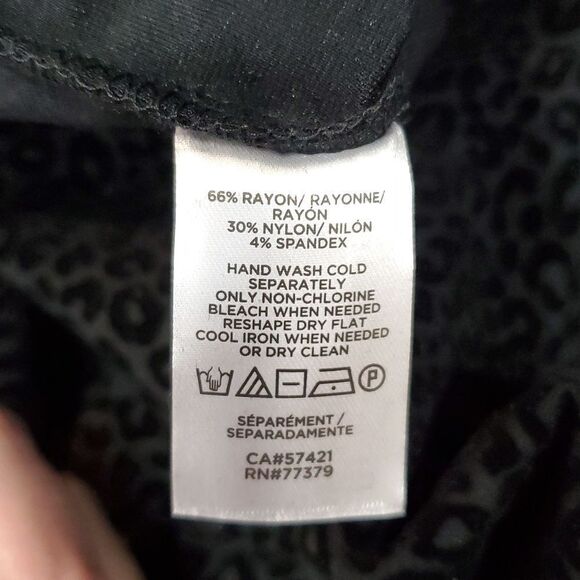 66% RAYON/ RAYONNE/
RAYÓN
30% NYLON/ NILÓN
4% SPANDEX
HAND WASH COLD
SEPARATELY
ONLY NON-CHLORINE
BLEACH WHEN NEEDED
RESHAPE DRY FLAT
COOL IRON WHEN NEEDED
OR DRY CLEAN
P
SÉPARÉMENT /
SEPARADAMENTE
CA#57421
RN#77379